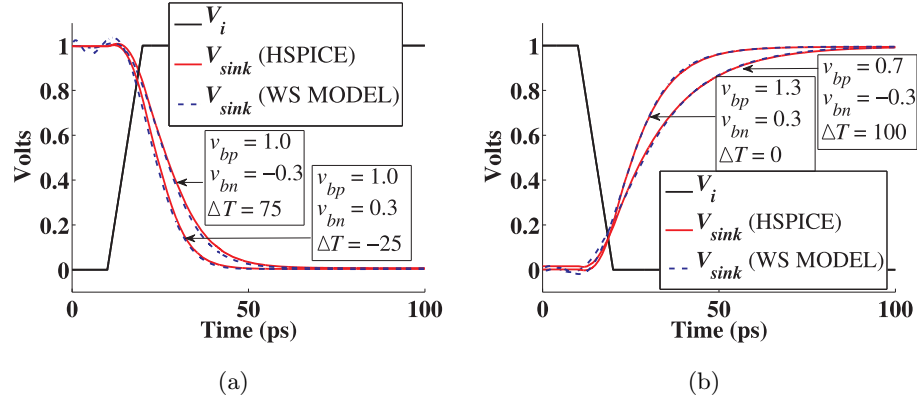 V_i
V_sink (HSPICE)
V_sink (WS MODEL)
1
0.8
0.6
0.4
0.2
0
Volts
v_bp = 1.0
v_bn = −0.3
ΔT = 75
v_bp = 1.0
v_bn = 0.3
ΔT = −25
0
50
100
Time (ps)
(a)
1
0.8
0.6
0.4
0.2
0
Volts
v_bp = 1.3
v_bn = 0.3
ΔT = 0
v_bp = 0.7
v_bn = −0.3
ΔT = 100
V_i
V_sink (HSPICE)
V_sink (WS MODEL)
0
50
100
Time (ps)
(b)